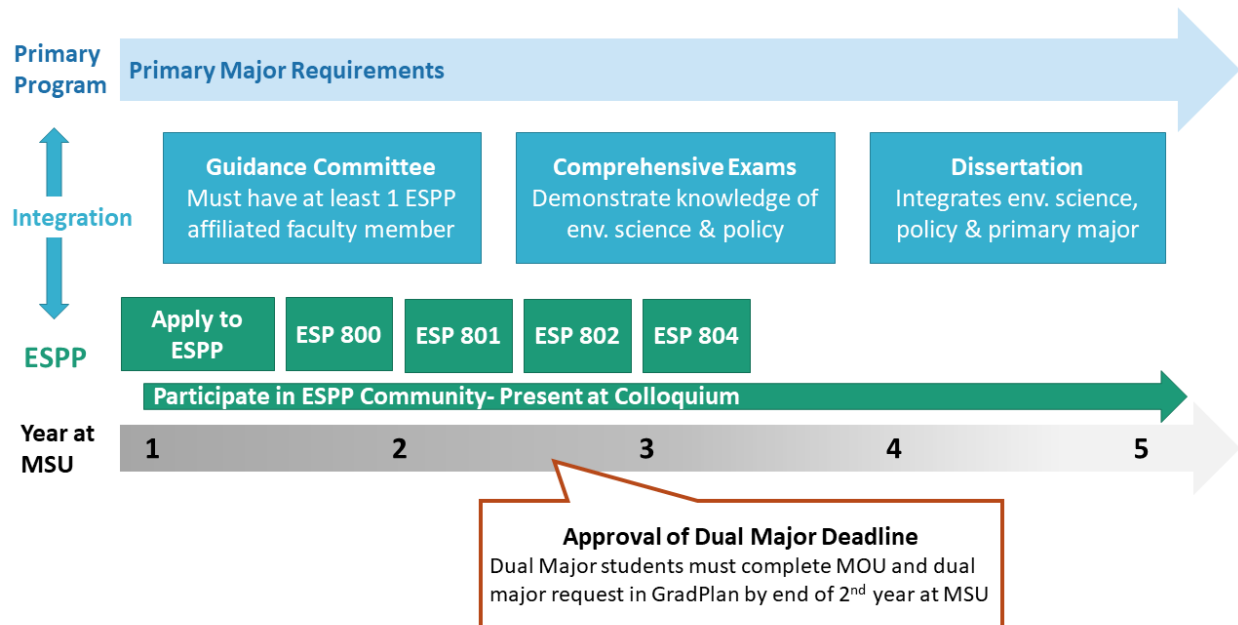 Primary
Program
Primary Major Requirements
Integration
Guidance Committee
Must have at least 1 ESPP
affiliated faculty member
Comprehensive Exams
Demonstrate knowledge of
env. science & policy
Dissertation
Integrates env. science,
policy & primary major
ESPP
Apply to
ESPP
ESP 800
ESP 801
ESP 802
ESP 804
Participate in ESPP Community- Present at Colloquium
Year at
MSU
1 2 3 4 5
Approval of Dual Major Deadline
Dual Major students must complete MOU and dual
major request in GradPlan by end of 2nd year at MSU